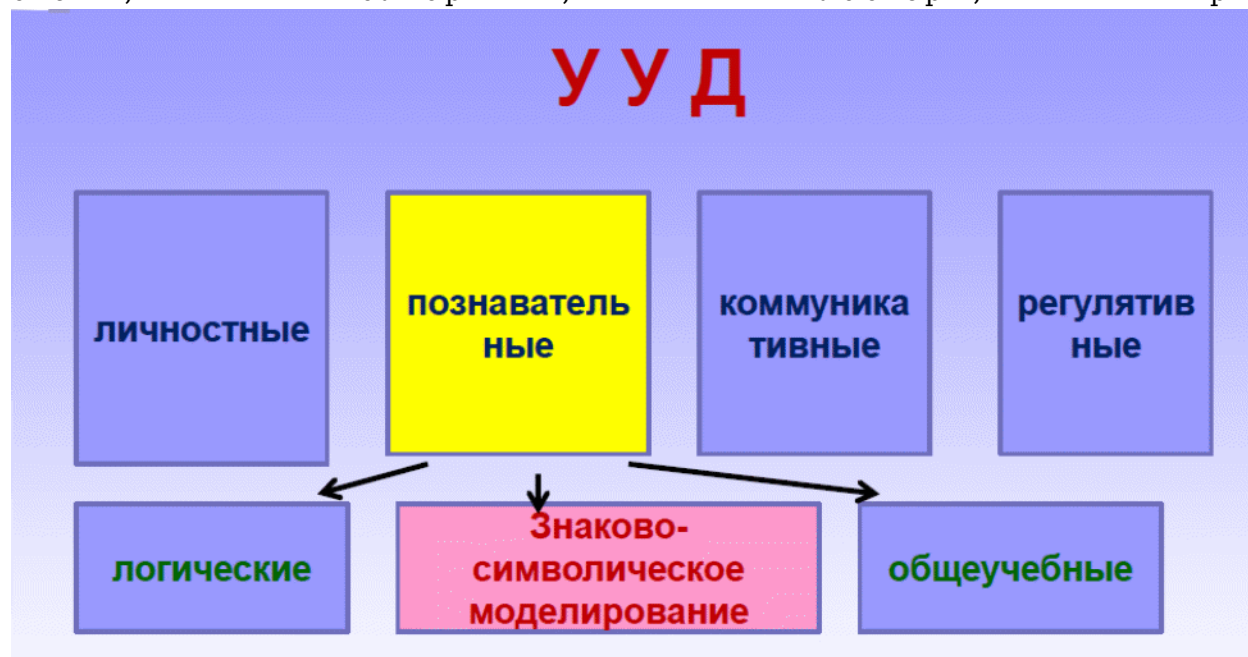 У У Д
личностные
познаватель
ные
коммуника
тивные
регулятив
ные
логические
Знаково-
символическое
моделирование
общеучебные